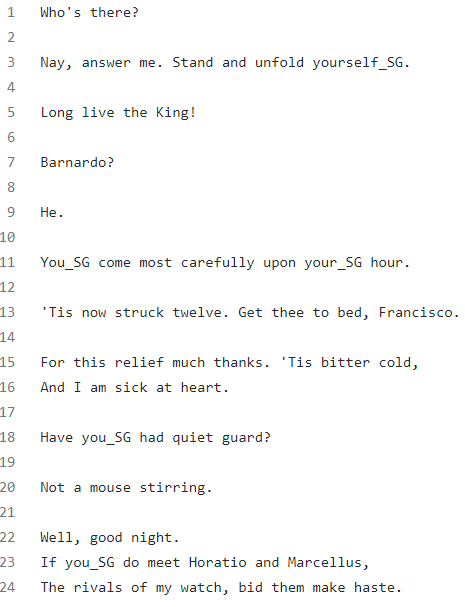 1 Who's there?
2
3 Nay, answer me. Stand and unfold yourself_SG.
4
5 Long live the King!
6
7 Barnardo?
8
9 He.
10
11 You_SG come most carefully upon your_SG hour.
12
13 'Tis now struck twelve. Get thee to bed, Francisco.
14
15 For this relief much thanks. 'Tis bitter cold,
16 And I am sick at heart.
17
18 Have you_SG had quiet guard?
19
20 Not a mouse stirring.
21
22 Well, good night.
23 If you_SG do meet Horatio and Marcellus,
24 The rivals of my watch, bid them make haste.